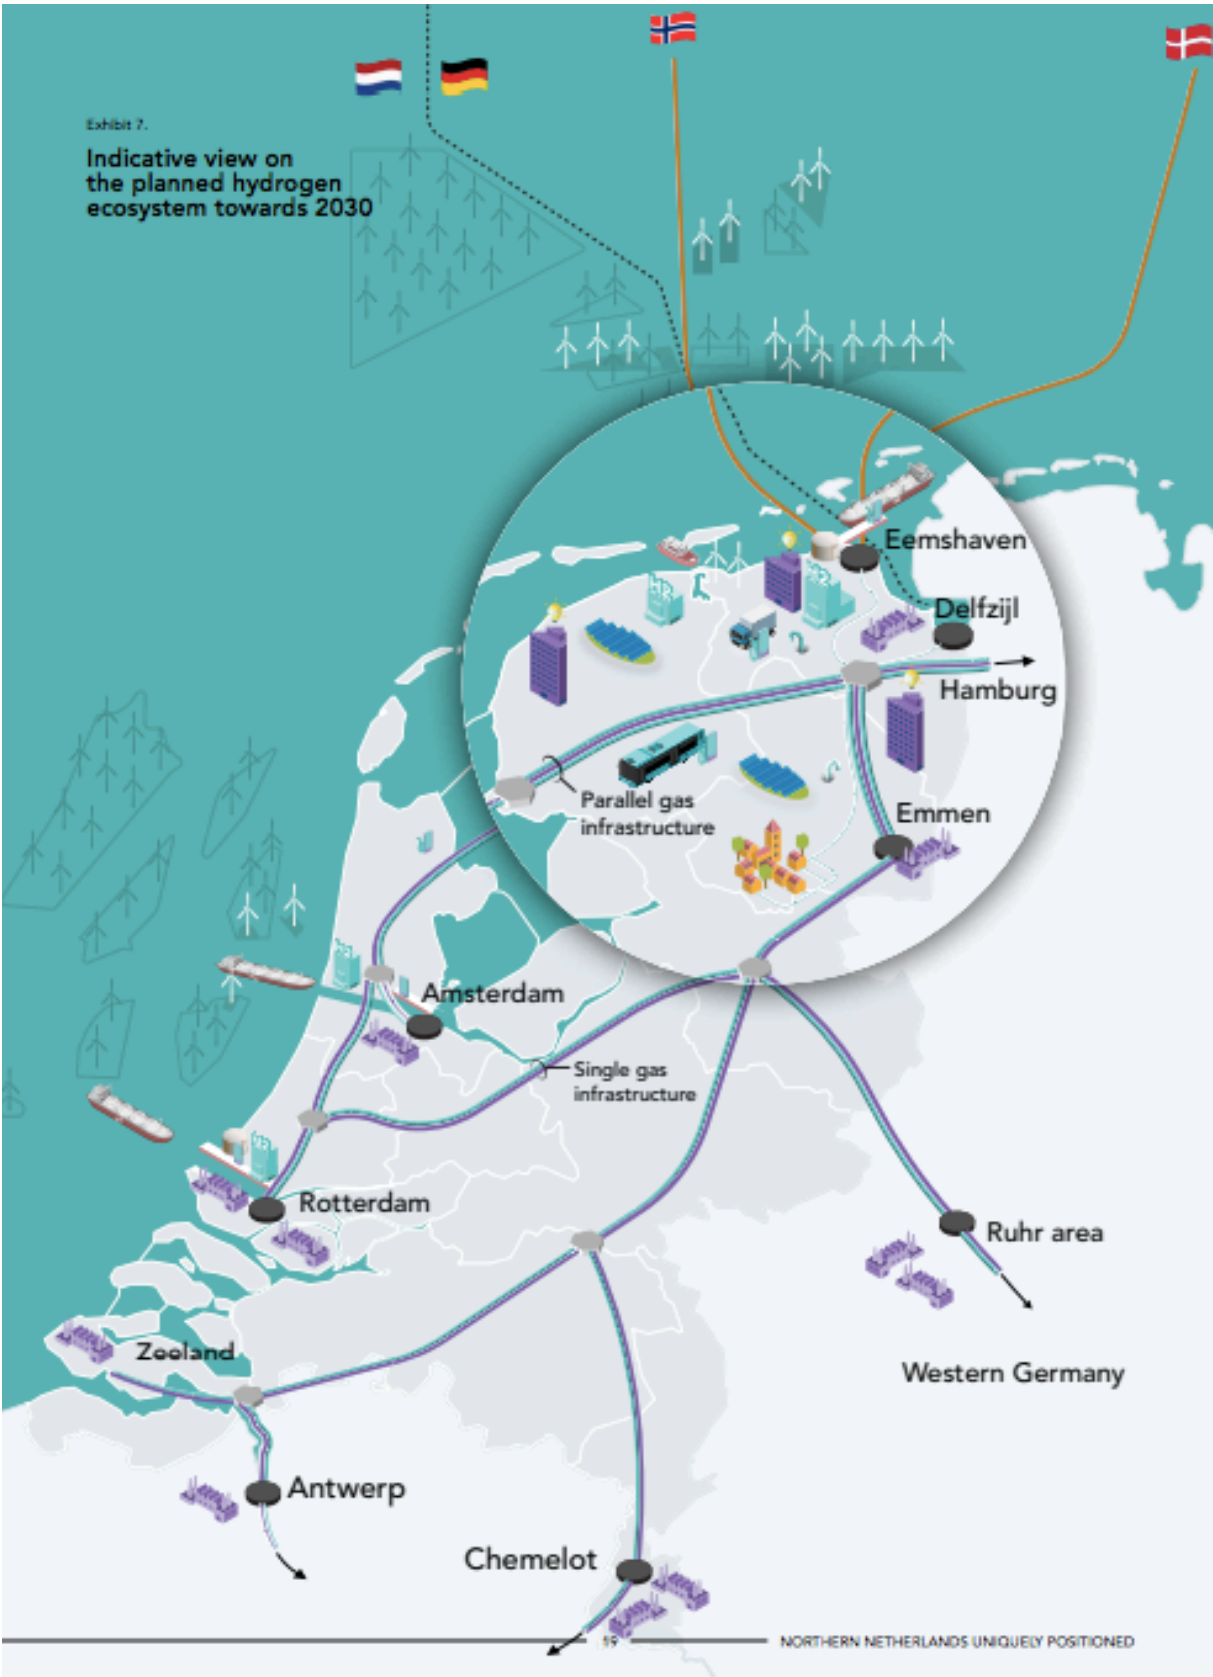 Exhibit 7.
Indicative view on
the planned hydrogen
ecosystem towards 2030
Eemshaven
Delfzijl
Hamburg
Parallel gas
infrastructure
Emmen
Amsterdam
Single gas
infrastructure
Rotterdam
Ruhr area
Zeeland
Western Germany
Antwerp
Chemelot
19
NORTHERN NETHERLANDS UNIQUELY POSITIONED